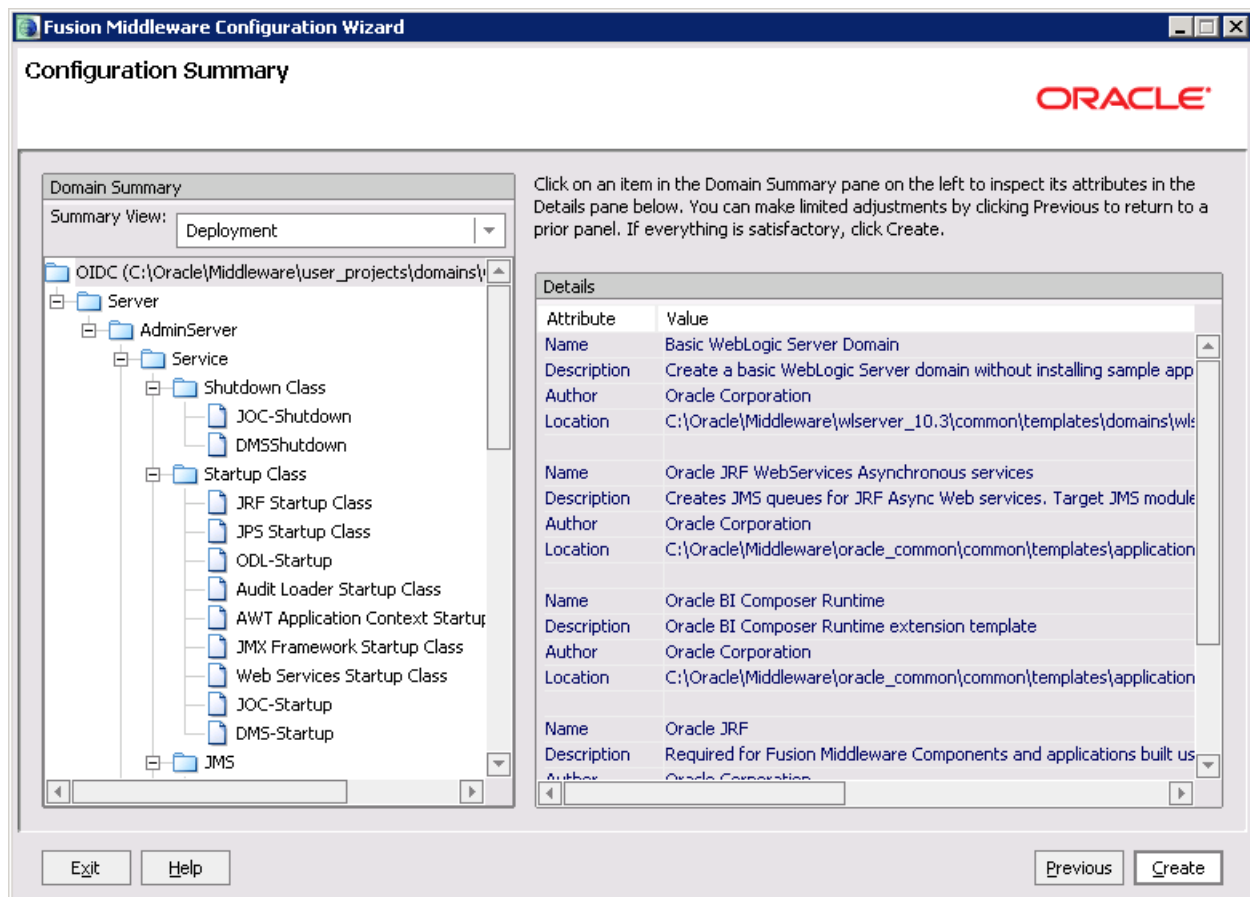 Fusion Middleware Configuration Wizard
Configuration Summary
ORACLE
Domain Summary
Summary View:
Deployment
OIDC (C:\Oracle\Middleware\user_projects\domains\
Server
AdminServer
Service
Shutdown Class
JOC-Shutdown
DMSShutdown
Startup Class
JRF Startup Class
JPS Startup Class
ODL-Startup
Audit Loader Startup Class
AWT Application Context Startup
JMX Framework Startup Class
Web Services Startup Class
JOC-Startup
DMS-Startup
JMS
Click on an item in the Domain Summary pane on the left to inspect its attributes in the
Details pane below. You can make limited adjustments by clicking Previous to return to a
prior panel. If everything is satisfactory, click Create.
Details
Attribute Value
Name Basic WebLogic Server Domain
Description Create a basic WebLogic Server domain without installing sample app
Author Oracle Corporation
Location C:\Oracle\Middleware\wlserver_10.3\common\templates\domains\wls
Name Oracle JRF WebServices Asynchronous services
Description Creates JMS queues for JRF Async Web services. Target JMS module
Author Oracle Corporation
Location C:\Oracle\Middleware\oracle_common\common\templates\application
Name Oracle BI Composer Runtime
Description Oracle BI Composer Runtime extension template
Author Oracle Corporation
Location C:\Oracle\Middleware\oracle_common\common\templates\application
Name Oracle JRF
Description Required for Fusion Middleware Components and applications built us
Author Oracle Corporation
Exit Help Previous Create